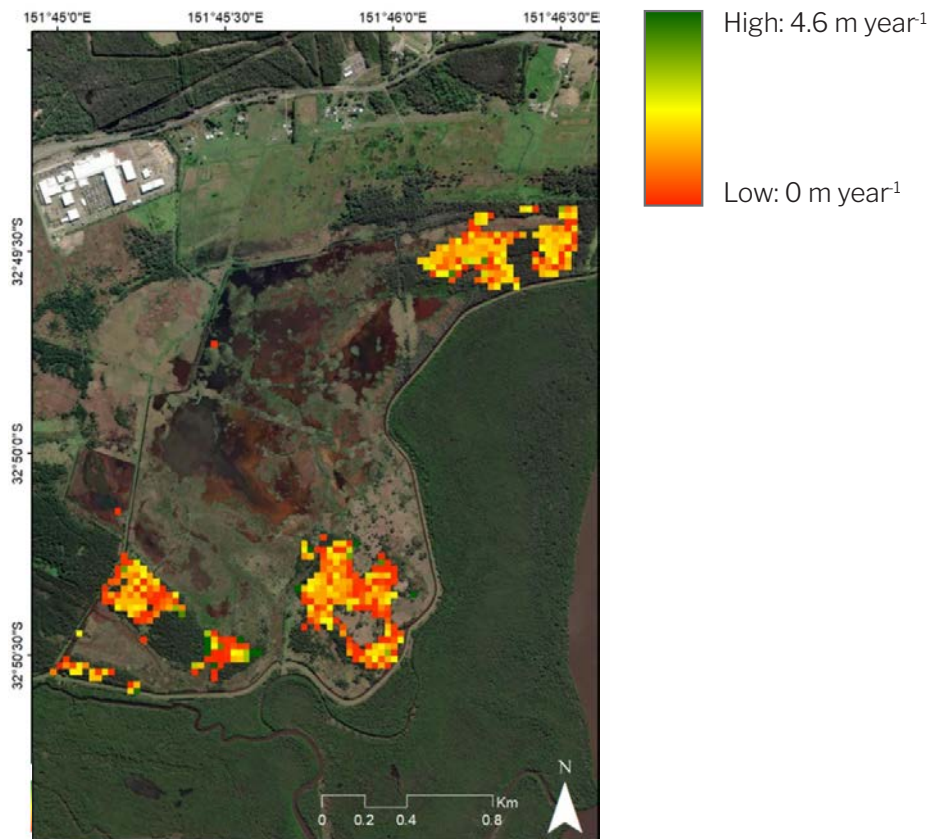 151°45'0"E 151°45'30"E 151°46'0"E 151°46'30"E
High: 4.6 m year⁻¹
Low: 0 m year⁻¹
32°49'30"S
32°50'0"S
32°50'30"S
N
Km
0 0.2 0.4 0.8